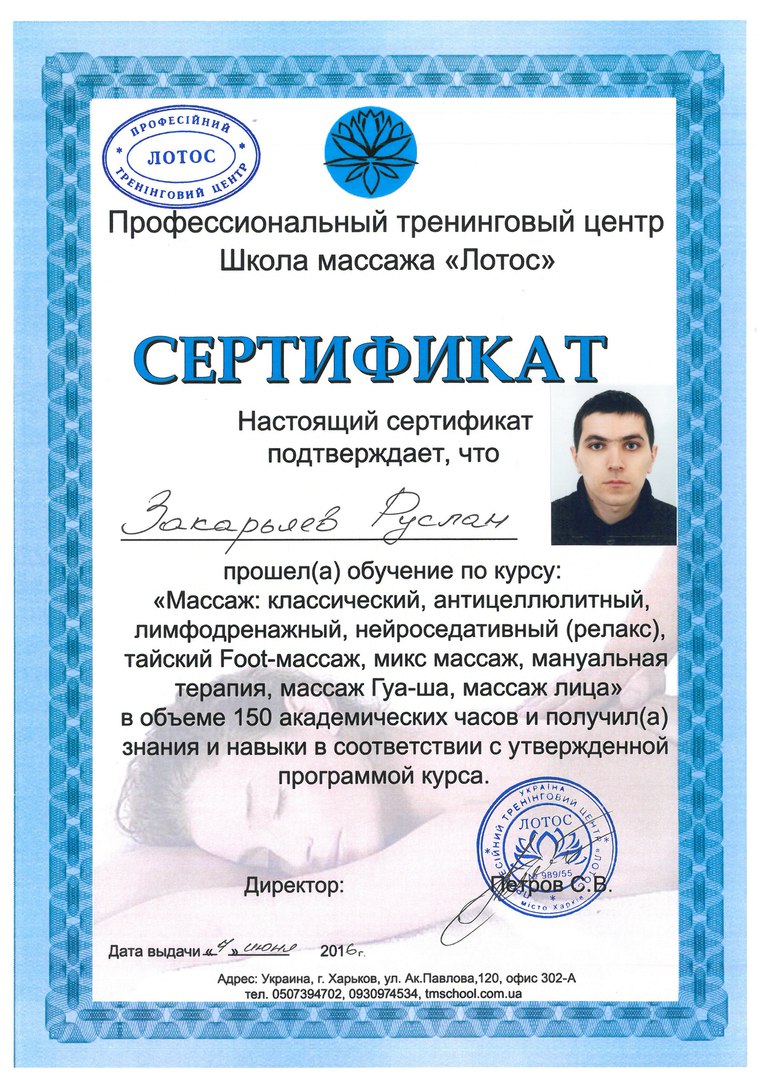 ПРОФЕСІЙНИЙ
ЛОТОС
ТРЕНІНГОВИЙ ЦЕНТР
Профессиональный тренинговый центр
Школа массажа «Лотос»
СЕРТИФИКАТ
Настоящий сертификат
подтверждает, что
Закарьяев Руслан
прошел(а) обучение по курсу:
«Массаж: классический, антицеллюлитный,
лимфодренажный, нейроседативный (релакс),
тайский Foot-массаж, микс массаж, мануальная
терапия, массаж Гуа-ша, массаж лица»
в объеме 150 академических часов и получил(а)
знания и навыки в соответствии с утвержденной
программой курса.
УКРАЇНА
ТРЕНІНГОВИЙ ЦЕНТР
ЛОТОС
989/55
місто Харків
Директор: Петров С.В.
Дата выдачи «4» июня 2016г.
Адрес: Украина, г. Харьков, ул. Ак.Павлова,120, офис 302-А
тел. 0507394702, 0930974534, tmschool.com.ua